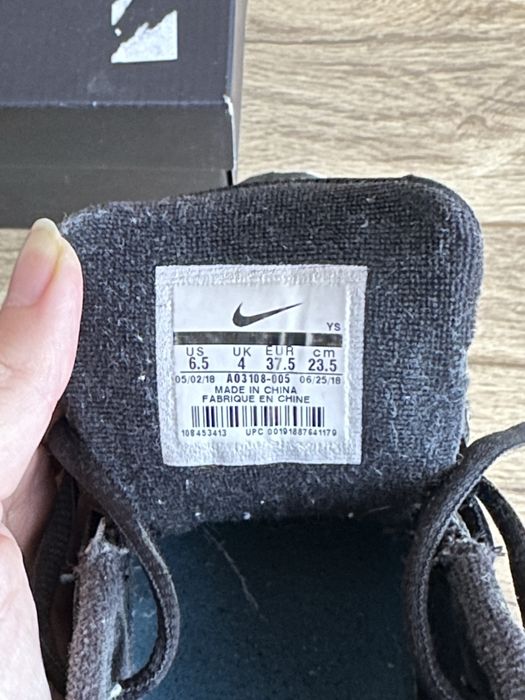 YS
US UK EUR cm
6.5 4 37.5 23.5
05/02/18 AO3108-005 06/25/18
MADE IN CHINA
FABRIQUE EN CHINE
108453413 UPC 00191887641179